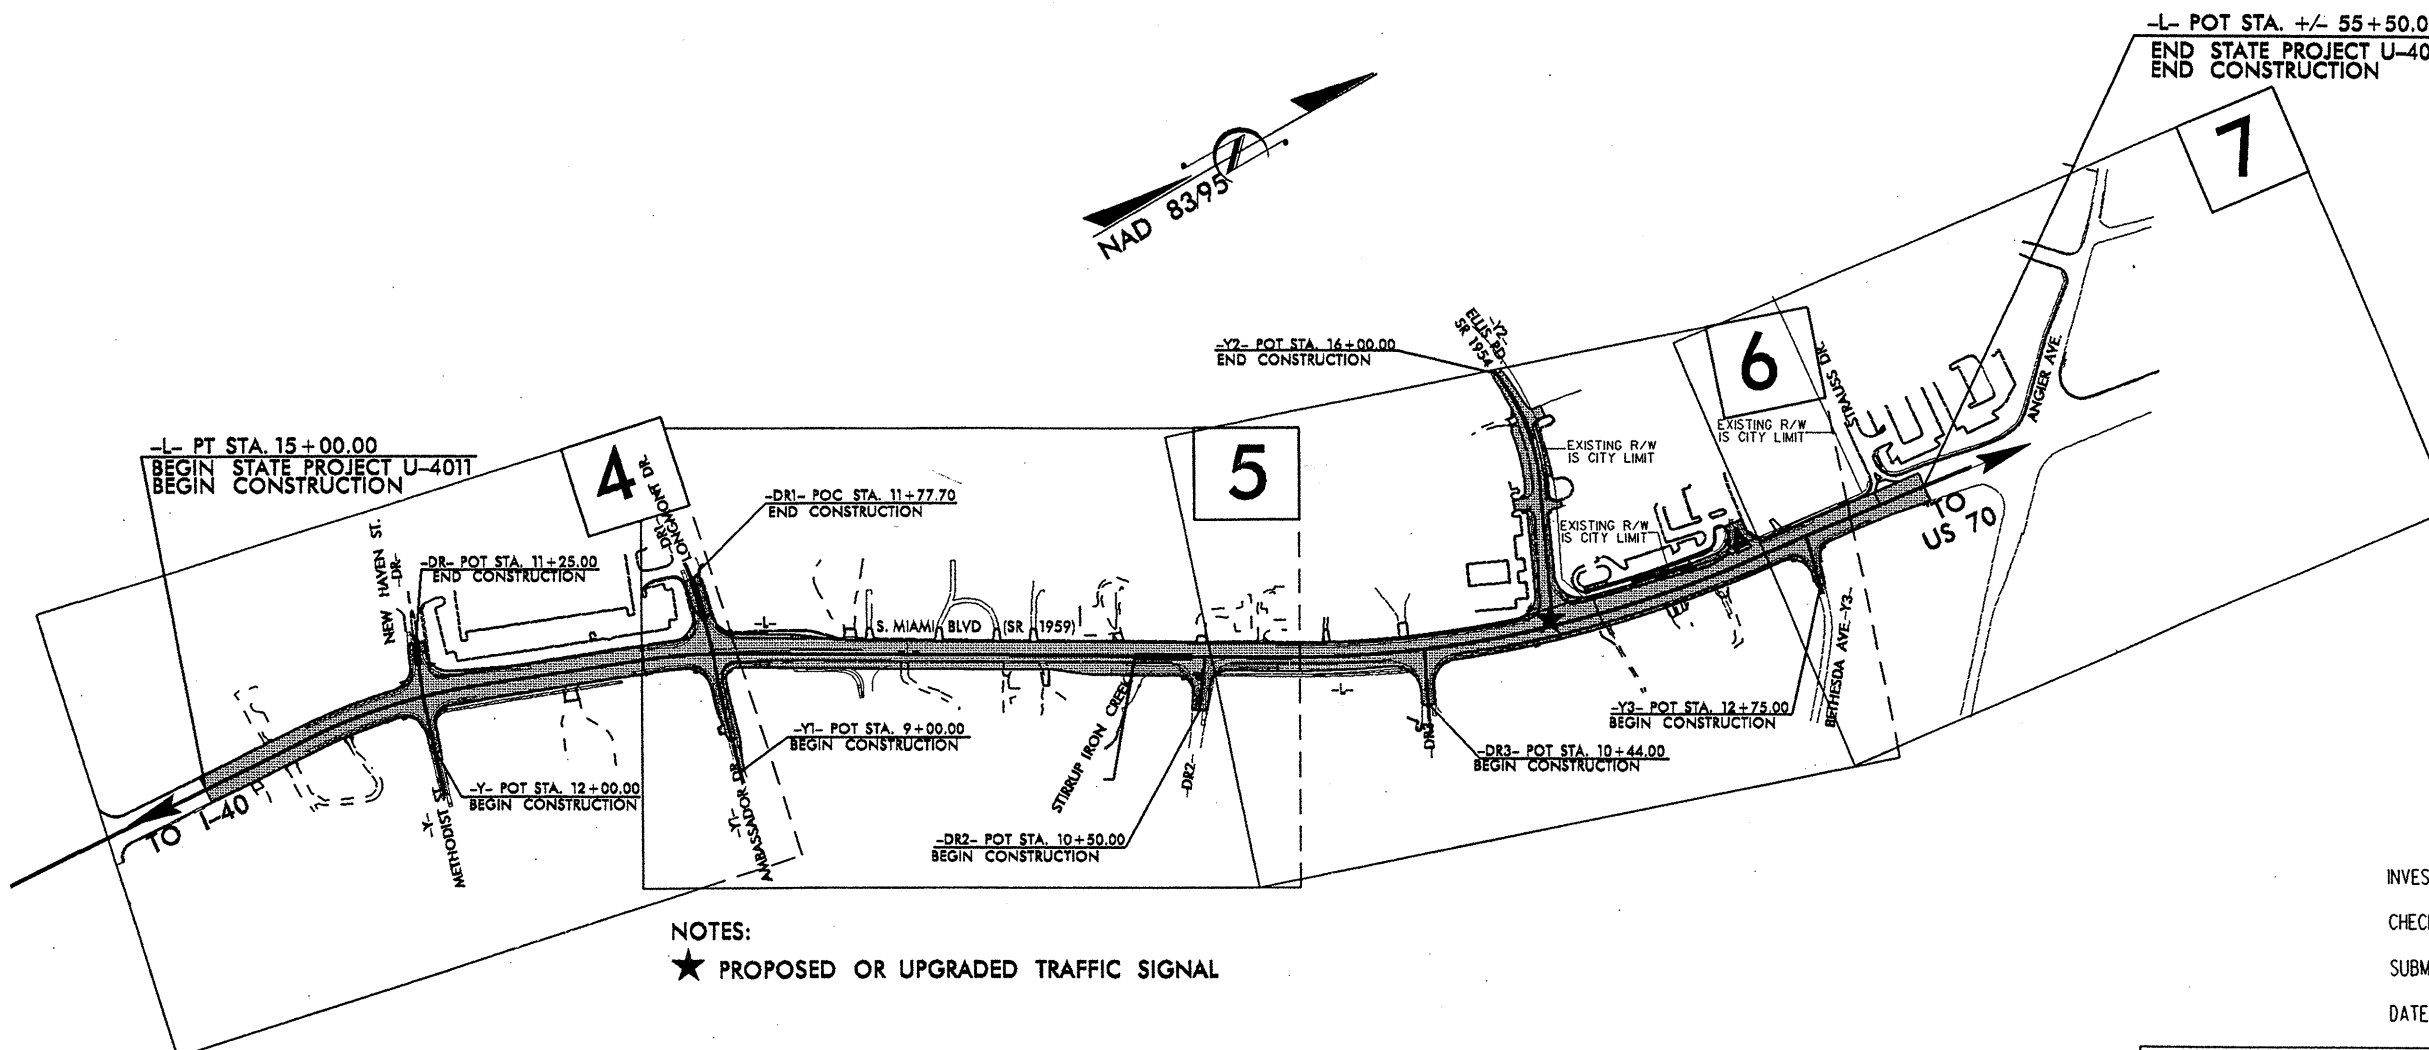 -L- POT STA. +/- 55+50.0
END STATE PROJECT U-40
END CONSTRUCTION
7
NAD 83/95
-Y2-
ELLIS RD.
SR 1954
-Y2- POT STA. 16+00.00
END CONSTRUCTION
6
STRAUSS DR.
ANGIER AVE.
EXISTING R/W
IS CITY LIMIT
EXISTING R/W
IS CITY LIMIT
EXISTING R/W
IS CITY LIMIT
-L- PT STA. 15+00.00
BEGIN STATE PROJECT U-4011
BEGIN CONSTRUCTION
4
-DR1-
LONGMONT DR.
5
-DR1- POC STA. 11+77.70
END CONSTRUCTION
TO
US 70
NEW HAVEN ST.
-DR-
-DR- POT STA. 11+25.00
END CONSTRUCTION
-L-
S. MIAMI BLVD (SR 1959)
-L-
STIRRUP IRON CREEK
BETHESDA AVE. -Y3-
-Y3- POT STA. 12+75.00
BEGIN CONSTRUCTION
-Y1- POT STA. 9+00.00
BEGIN CONSTRUCTION
-DR3-
-DR3- POT STA. 10+44.00
BEGIN CONSTRUCTION
-Y- POT STA. 12+00.00
BEGIN CONSTRUCTION
-DR2-
TO I-40
-Y-
METHODIST ST.
-Y1-
AMBASSADOR DR.
-DR2- POT STA. 10+50.00
BEGIN CONSTRUCTION
INVES
CHEC
SUBM
DATE
NOTES:
★ PROPOSED OR UPGRADED TRAFFIC SIGNAL